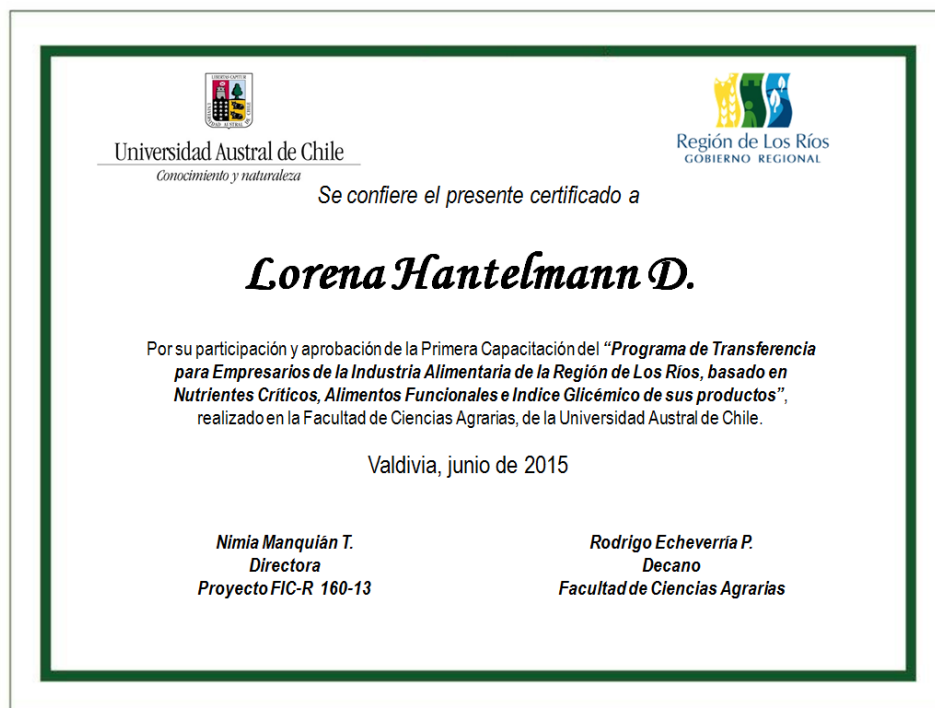 Universidad Austral de Chile
Conocimiento y naturaleza
Región de Los Ríos
GOBIERNO REGIONAL
Se confiere el presente certificado a
Lorena Hantelmann D.
Por su participación y aprobación de la Primera Capacitación del “Programa de Transferencia
para Empresarios de la Industria Alimentaria de la Región de Los Ríos, basado en
Nutrientes Críticos, Alimentos Funcionales e Indice Glicémico de sus productos”,
realizado en la Facultad de Ciencias Agrarias, de la Universidad Austral de Chile.
Valdivia, junio de 2015
Nimia Manquián T.
Directora
Proyecto FIC-R 160-13
Rodrigo Echeverría P.
Decano
Facultad de Ciencias Agrarias